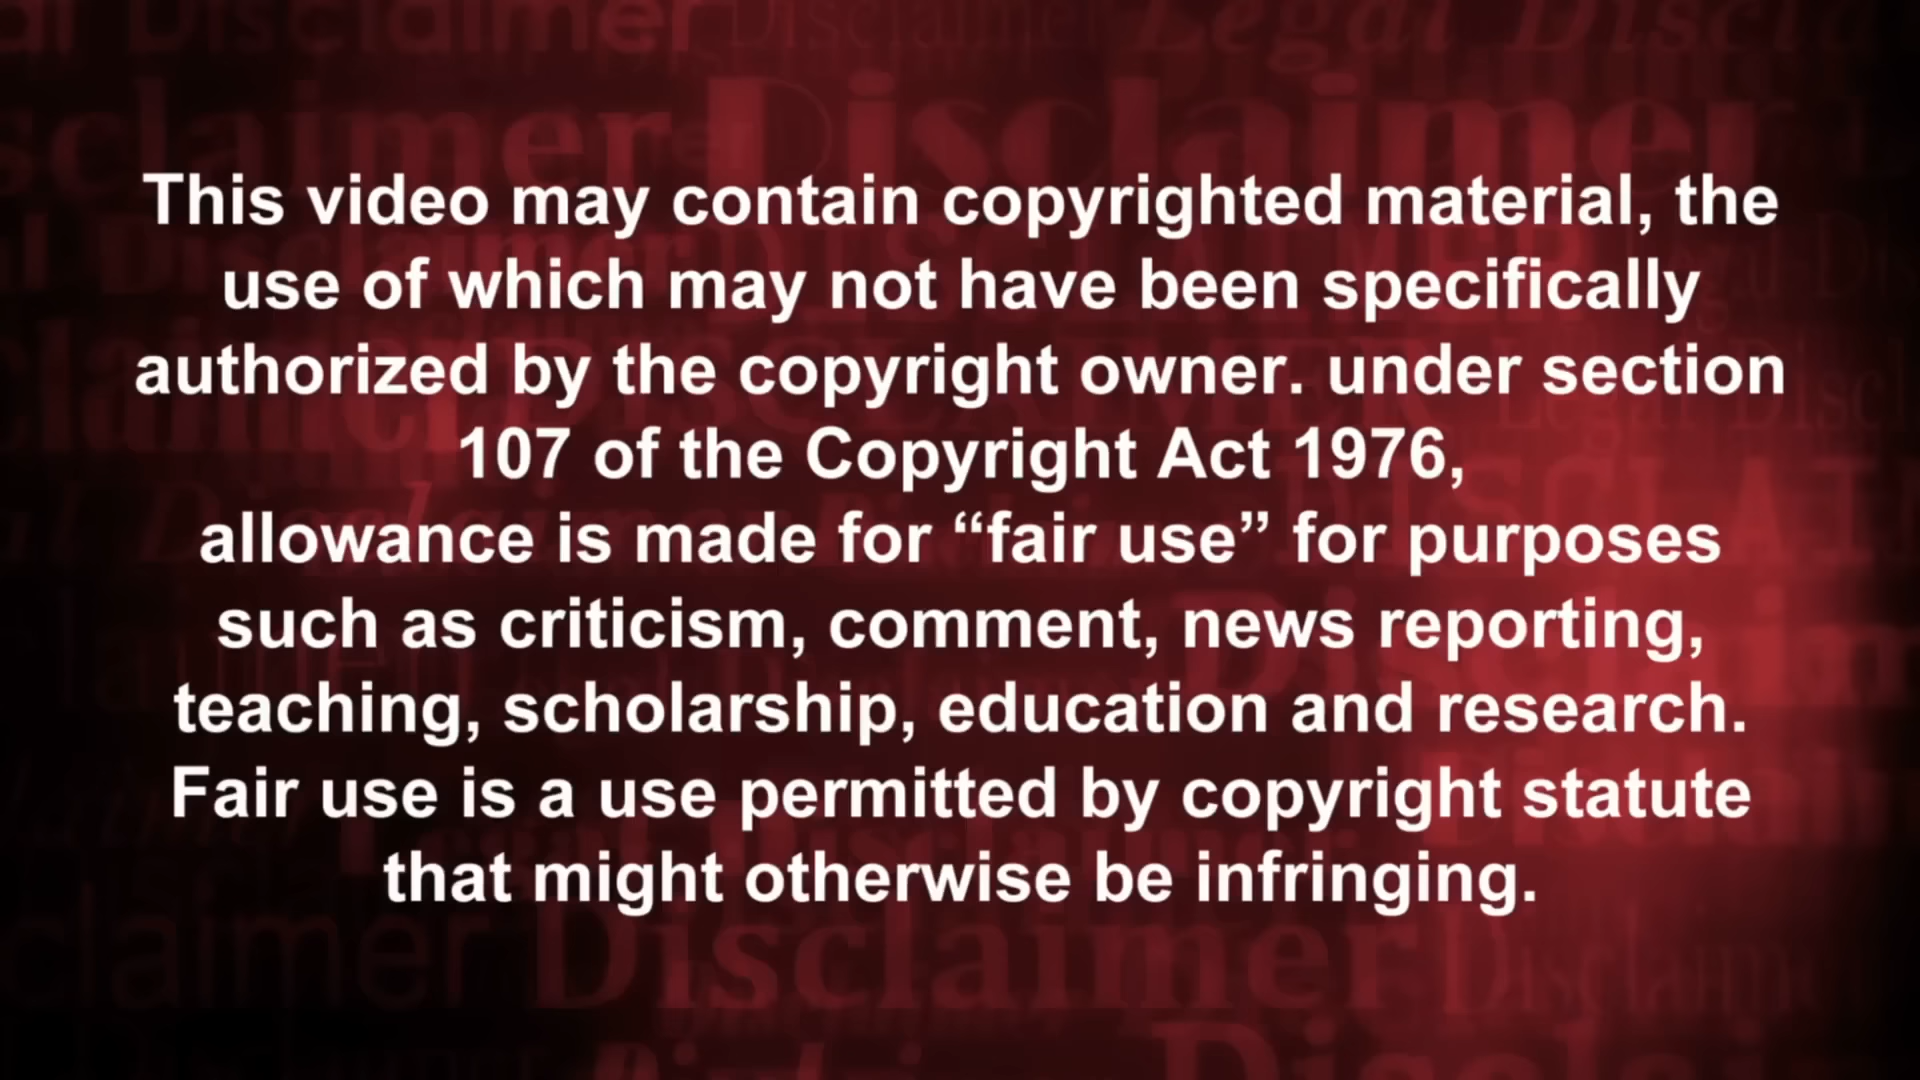 This video may contain copyrighted material, the
use of which may not have been specifically
authorized by the copyright owner. under section
107 of the Copyright Act 1976,
allowance is made for “fair use” for purposes
such as criticism, comment, news reporting,
teaching, scholarship, education and research.
Fair use is a use permitted by copyright statute
that might otherwise be infringing.